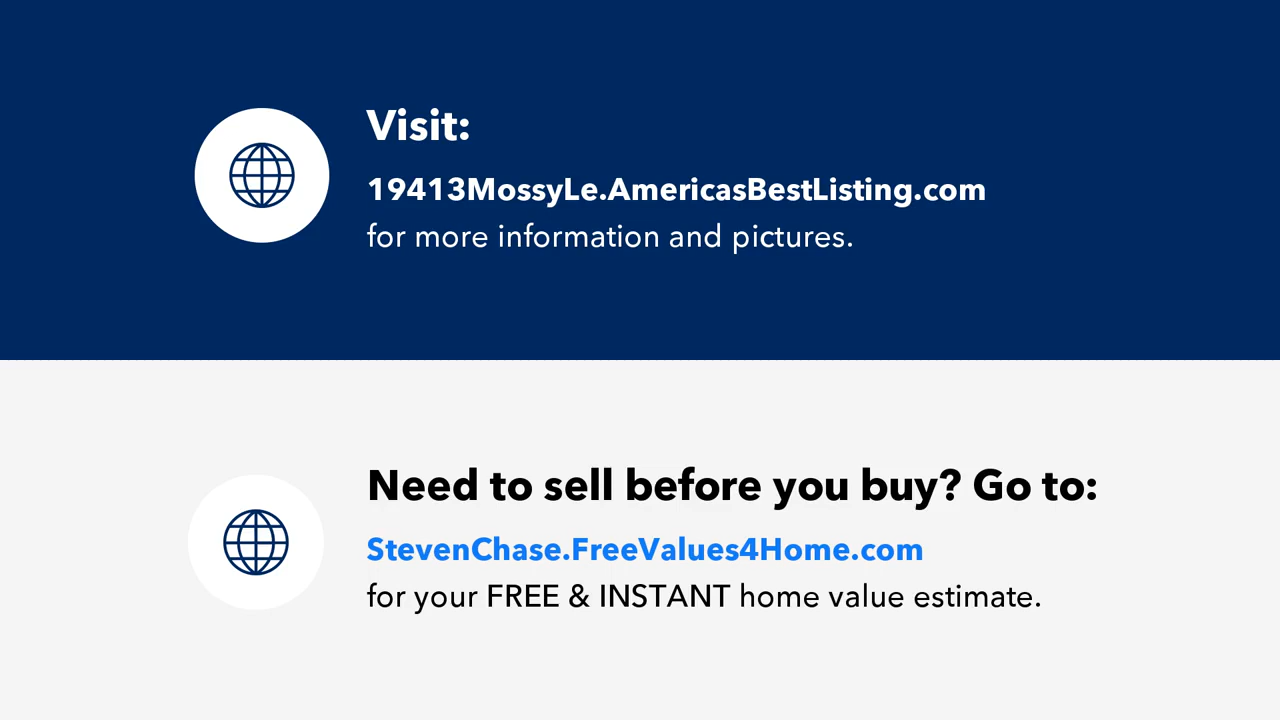 Visit:
19413MossyLe.AmericasBestListing.com
for more information and pictures.
Need to sell before you buy? Go to:
StevenChase.FreeValues4Home.com
for your FREE & INSTANT home value estimate.